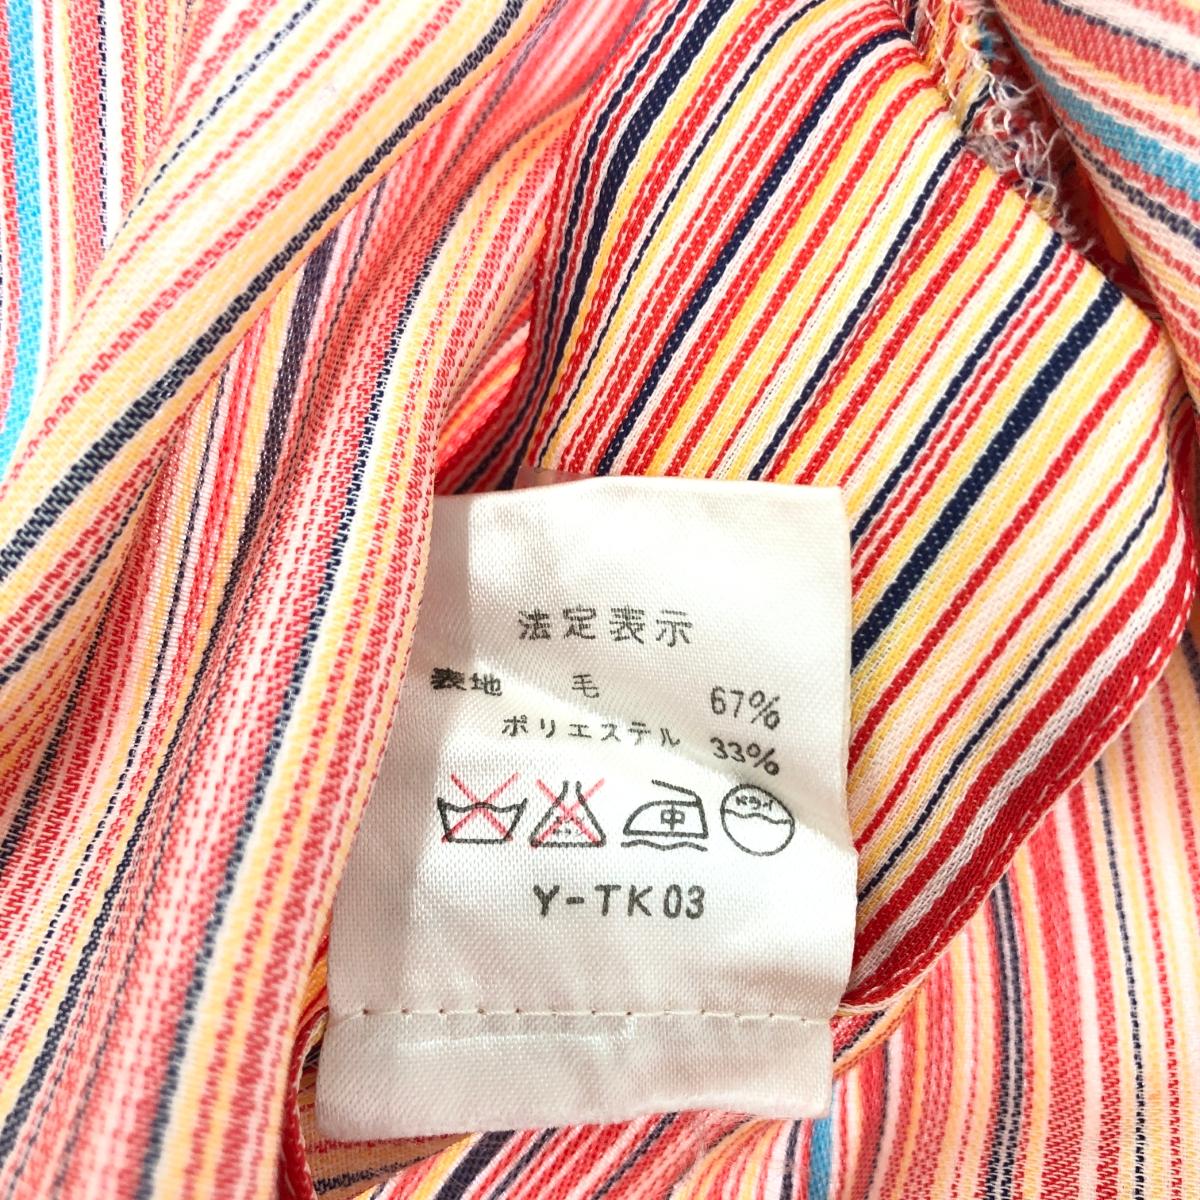 法定表示
表地 毛 67%
ポリエステル 33%
中 ドライ
Y-TK03